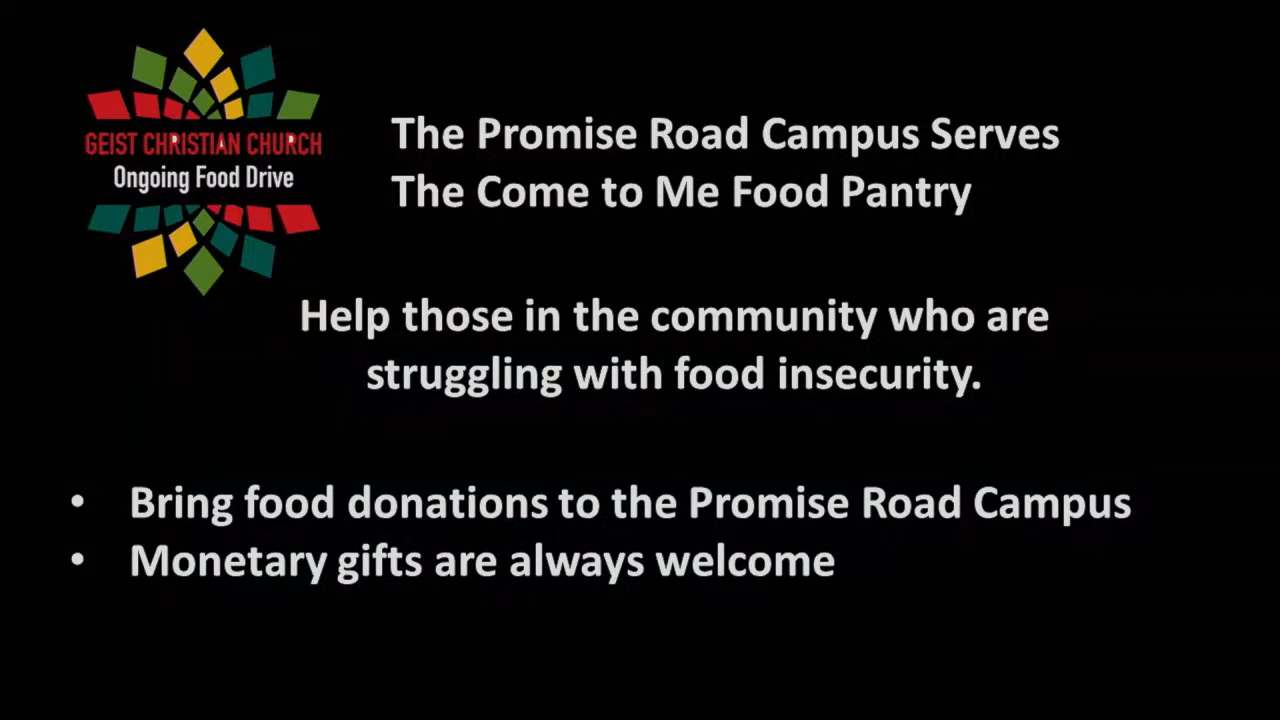 GEIST CHRISTIAN CHURCH
Ongoing Food Drive
The Promise Road Campus Serves
The Come to Me Food Pantry
Help those in the community who are
struggling with food insecurity.
• Bring food donations to the Promise Road Campus
• Monetary gifts are always welcome